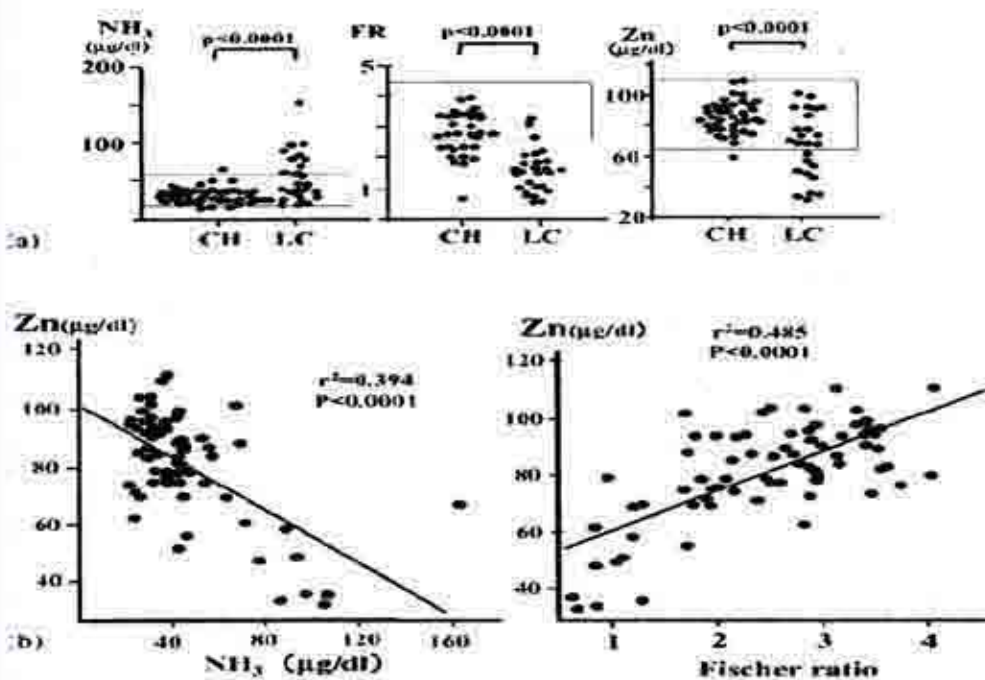 NH₃
(μg/dl)
p<0.0001
200
100
0
CH LC
FR
p<0.0001
5
1
CH LC
Zn
(μg/dl)
p<0.0001
100
60
20
CH LC
a)
Zn(μg/dl)
r²=0.394
P<0.0001
120
100
80
60
40
40 80 120 160
NH₃ (μg/dl)
b)
Zn(μg/dl)
r²=0.485
P<0.0001
120
100
80
60
40
1 2 3 4
Fischer ratio